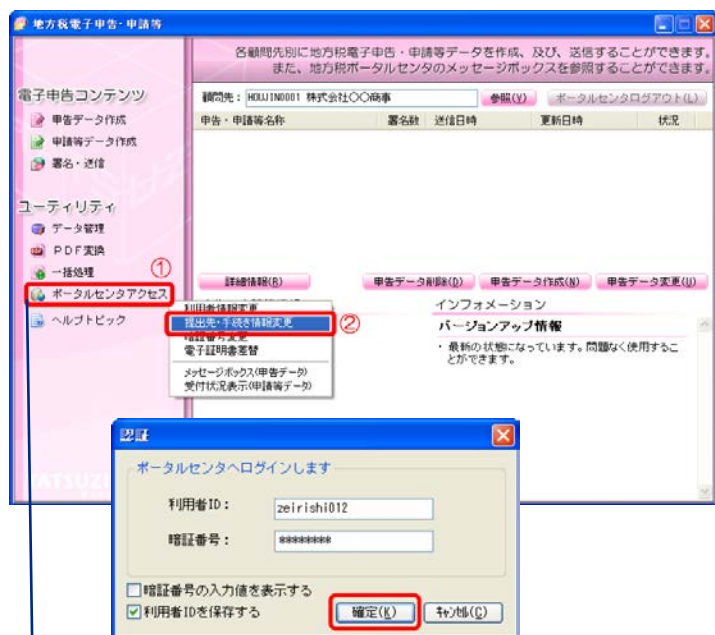 地方税電子申告・申請等
各顧問先別に地方税電子申告・申請等データを作成、及び、送信することができます。
また、地方税ポータルセンタのメッセージボックスを参照することができます。
電子申告コンテンツ
申告データ作成
申請等データ作成
署名・送信
ユーティリティ
データ管理
PDF変換
一括処理
①
ポータルセンタアクセス
ヘルプトピック
顧問先: HOUJIN0001 株式会社〇〇商事 参照(V) ポータルセンタログアウト(L)
申告・申請等名称 署名数 送信日時 更新日時 状況
詳細情報(R) 申告データ削除(D) 申告データ作成(N) 申告データ変更(U)
利用者情報変更
提出先・手続き情報変更 ②
暗証番号変更
電子証明書差替
メッセージボックス(申告データ)
受付状況表示(申請等データ)
インフォメーション
バージョンアップ情報
・最新の状態になっています。問題なく使用するこ
とができます。
認証
ポータルセンタへログインします
利用者ID: zeirishi012
暗証番号: ********
暗証番号の入力値を表示する
利用者IDを保存する 確定(K) キャンセル(C)